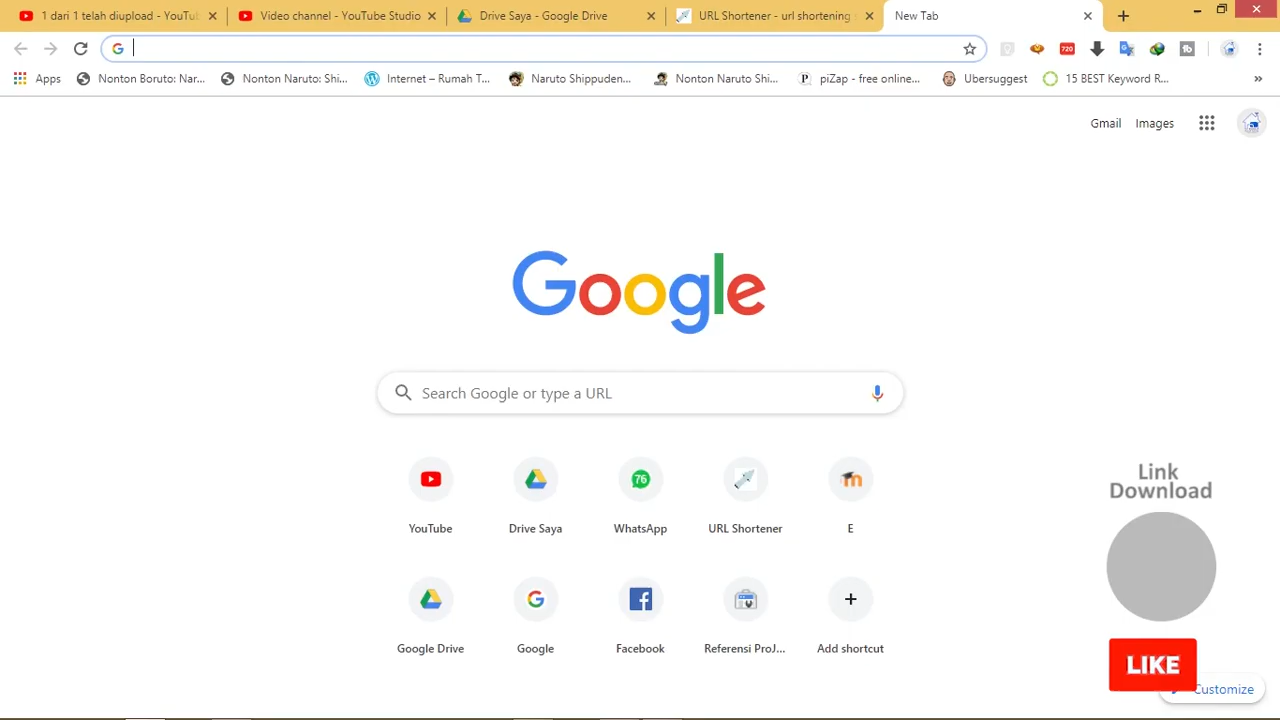 1 dari 1 telah diupload - YouTu
Video channel - YouTube Studio
Drive Saya - Google Drive
URL Shortener - url shortening
New Tab
720
Apps
Nonton Boruto: Nar...
Nonton Naruto: Shi...
Internet – Rumah T...
Naruto Shippuden...
Nonton Naruto Shi...
piZap - free online...
Ubersuggest
15 BEST Keyword R...
»
Gmail
Images
Google
Search Google or type a URL
76
YouTube
Drive Saya
WhatsApp
URL Shortener
E
Google Drive
Google
Facebook
Referensi ProJ...
Add shortcut
Link
Download
LIKE
Customize